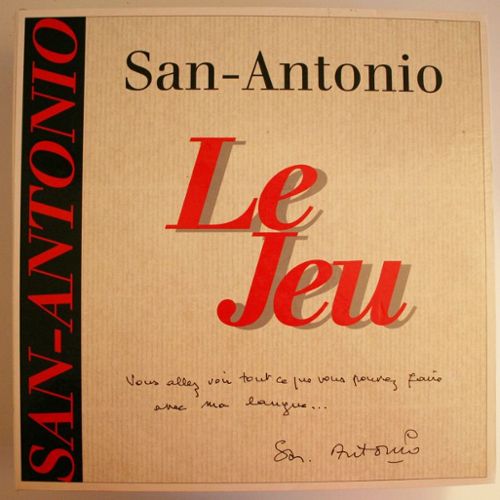 SAN-ANTONIO
San-Antonio
Le
Jeu
Vous allez voir tout ce que vous pouvez faire
avec ma langue...
San. Antonio